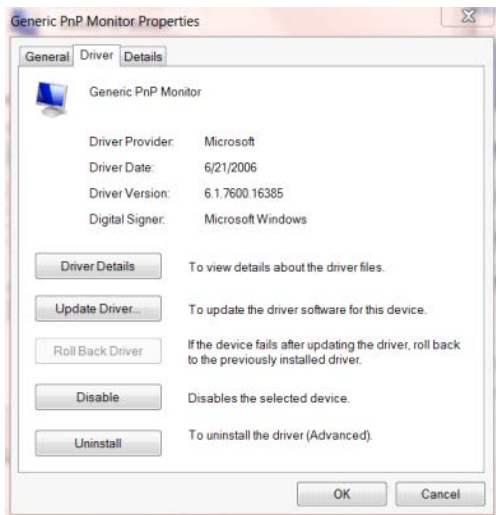 Generic PnP Monitor Properties
General Driver Details
Generic PnP Monitor
Driver Provider: Microsoft
Driver Date: 6/21/2006
Driver Version: 6.1.7600.16385
Digital Signer: Microsoft Windows
Driver Details To view details about the driver files.
Update Driver... To update the driver software for this device.
Roll Back Driver If the device fails after updating the driver, roll back
to the previously installed driver.
Disable Disables the selected device.
Uninstall To uninstall the driver (Advanced).
OK Cancel